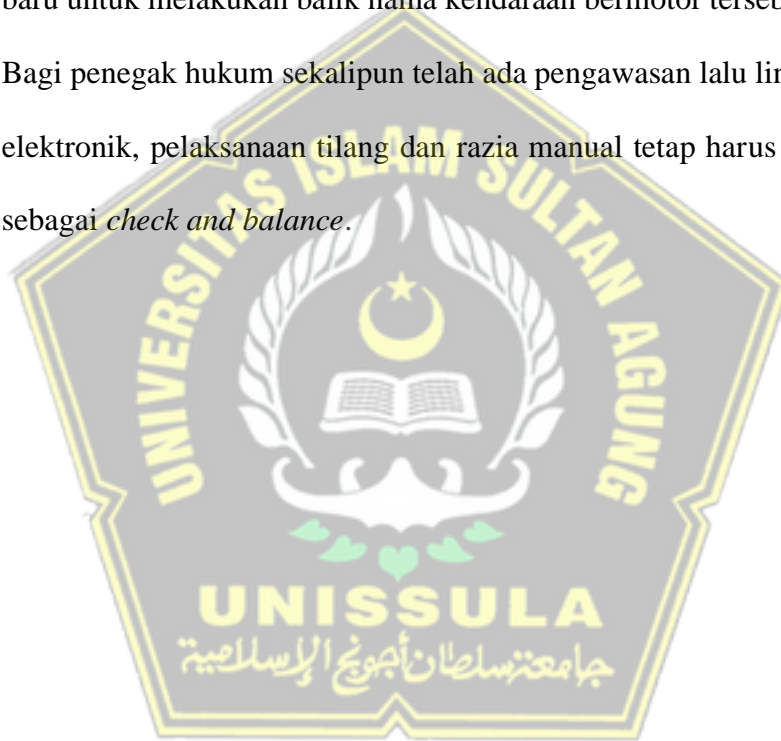 baru untuk melakukan balik nama kendaraan bermotor
Bagi penegak hukum sekalipun telah ada pengawasan lalu
elektronik, pelaksanaan tilang dan razia manual tetap harus
sebagai check and balance.
UNIVERSITAS ISLAM SULTAN AGUNG
UNISSULA
جامعة سلطان أجونج الإسلامية